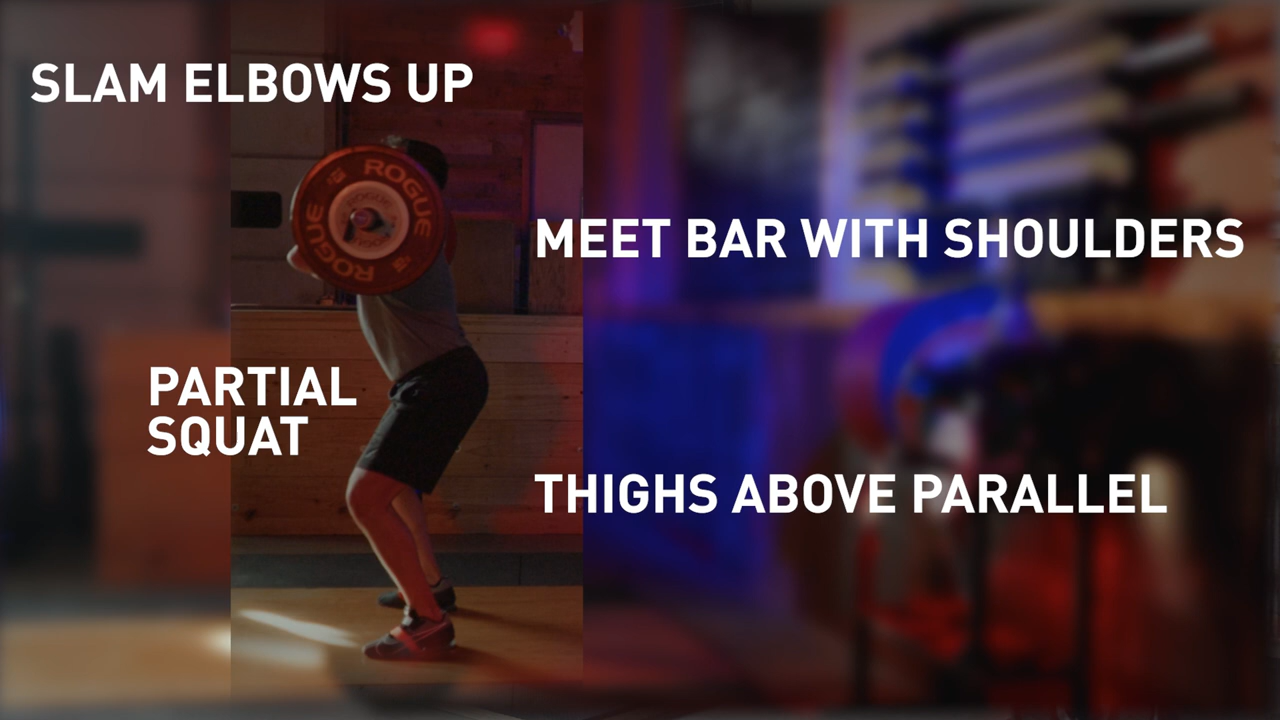 SLAM ELBOWS UP
ROGUE
ROGUE
MEET BAR WITH SHOULDERS
PARTIAL
SQUAT
THIGHS ABOVE PARALLEL